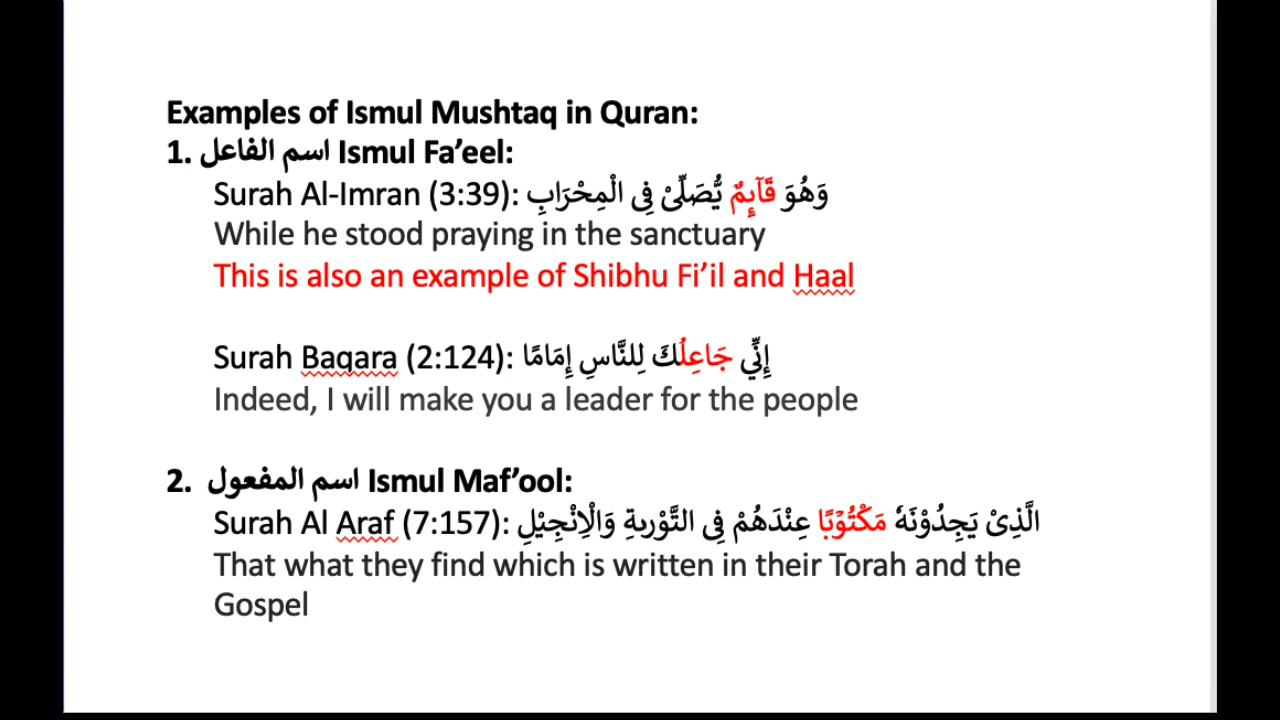 Examples of Ismul Mushtaq in Quran:
1. اسم الفاعل Ismul Fa’eel:
Surah Al-Imran (3:39): وَهُوَ قَآٮِٕمٌ يُّصَلِّىْ فِى الْمِحْرَابِ
While he stood praying in the sanctuary
This is also an example of Shibhu Fi’il and Haal
Surah Baqara (2:124): إِنِّي جَاعِلُكَ لِلنَّاسِ إِمَامًا
Indeed, I will make you a leader for the people
2. اسم المفعول Ismul Maf’ool:
Surah Al Araf (7:157): الَّذِىْ يَجِدُوْنَهٗ مَكْتُوْبًا عِنْدَهُمْ فِى التَّوْرٰٮةِ وَالْاِنْجِيْلِ
That what they find which is written in their Torah and the
Gospel